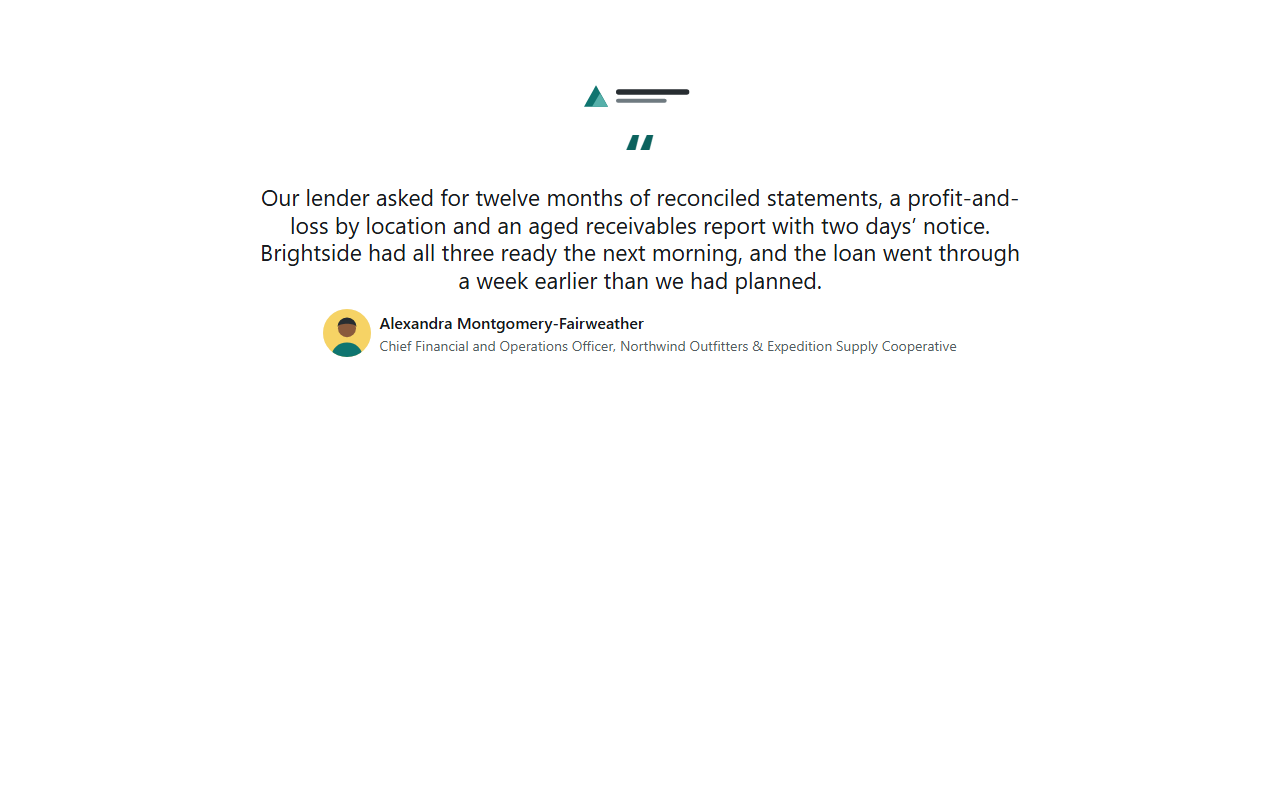 “
Our lender asked for twelve months of reconciled statements, a profit-and-
loss by location and an aged receivables report with two days’ notice.
Brightside had all three ready the next morning, and the loan went through
a week earlier than we had planned.
Alexandra Montgomery-Fairweather
Chief Financial and Operations Officer, Northwind Outfitters & Expedition Supply Cooperative